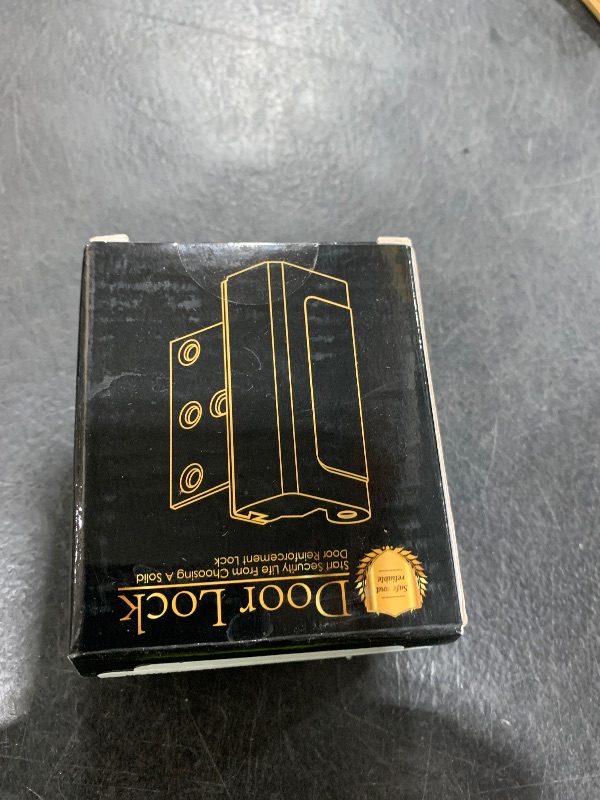 Safe and
reliable
Door Lock
Start Security Life From Choosing A Solid
Door Reinforcement Lock